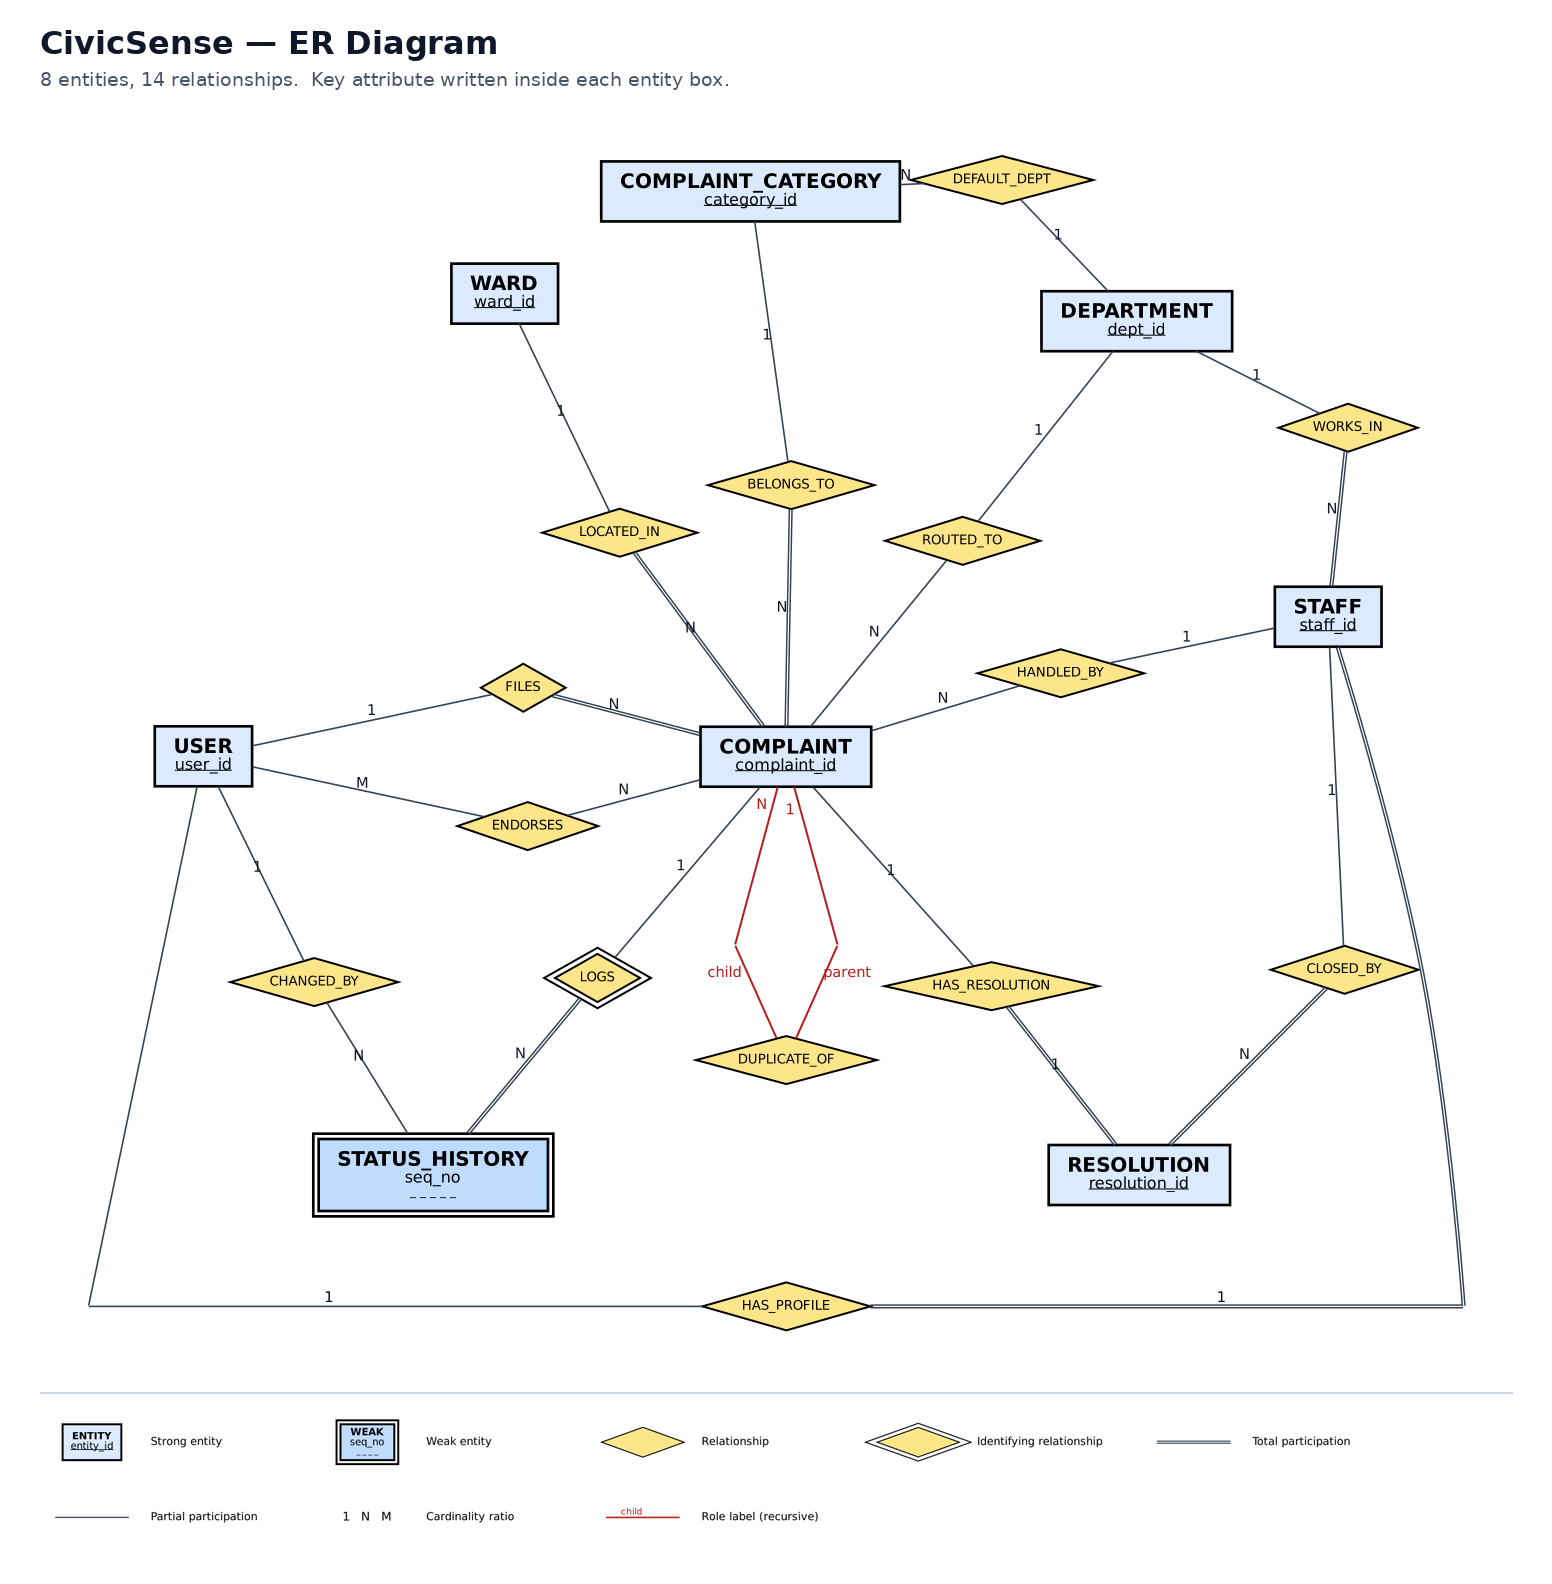 CivicSense — ER Diagram
8 entities, 14 relationships.  Key attribute written inside each entity box.
COMPLAINT_CATEGORY
category_id
N
DEFAULT_DEPT
1
WARD
ward_id
DEPARTMENT
dept_id
1
1
1
1
WORKS_IN
BELONGS_TO
N
LOCATED_IN
ROUTED_TO
N
N
N
STAFF
staff_id
1
HANDLED_BY
N
FILES
1
N
USER
user_id
COMPLAINT
complaint_id
M
N
ENDORSES
N
1
1
1
1
1
child
parent
CHANGED_BY
LOGS
HAS_RESOLUTION
CLOSED_BY
N
N
DUPLICATE_OF
1
N
STATUS_HISTORY
seq_no
_ _ _ _ _
RESOLUTION
resolution_id
1
HAS_PROFILE
1
ENTITY
entity_id
Strong entity
WEAK
seq_no
_ _ _ _
Weak entity
Relationship
Identifying relationship
Total participation
Partial participation
1 N M
Cardinality ratio
child
Role label (recursive)